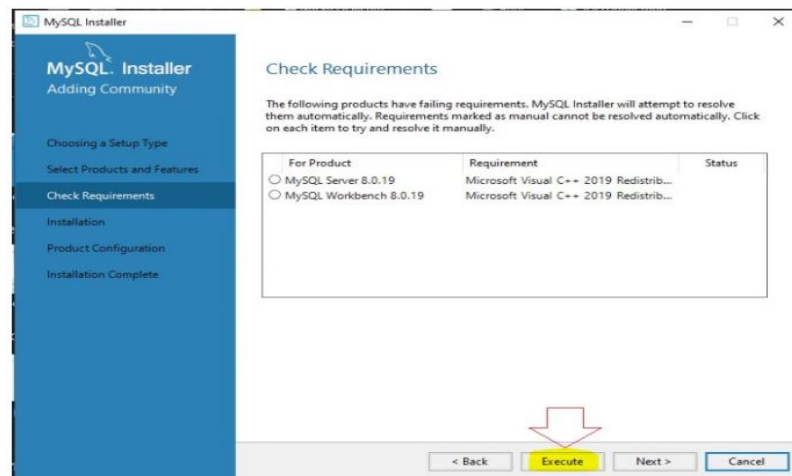 MySQL Installer
MySQL. Installer
Adding Community
Choosing a Setup Type
Select Products and Features
Check Requirements
Installation
Product Configuration
Installation Complete
Check Requirements
The following products have failing requirements. MySQL Installer will attempt to resolve
them automatically. Requirements marked as manual cannot be resolved automatically. Click
on each item to try and resolve it manually.
For Product Requirement Status
MySQL Server 8.0.19 Microsoft Visual C++ 2019 Redistrib...
MySQL Workbench 8.0.19 Microsoft Visual C++ 2019 Redistrib...
< Back Execute Next > Cancel